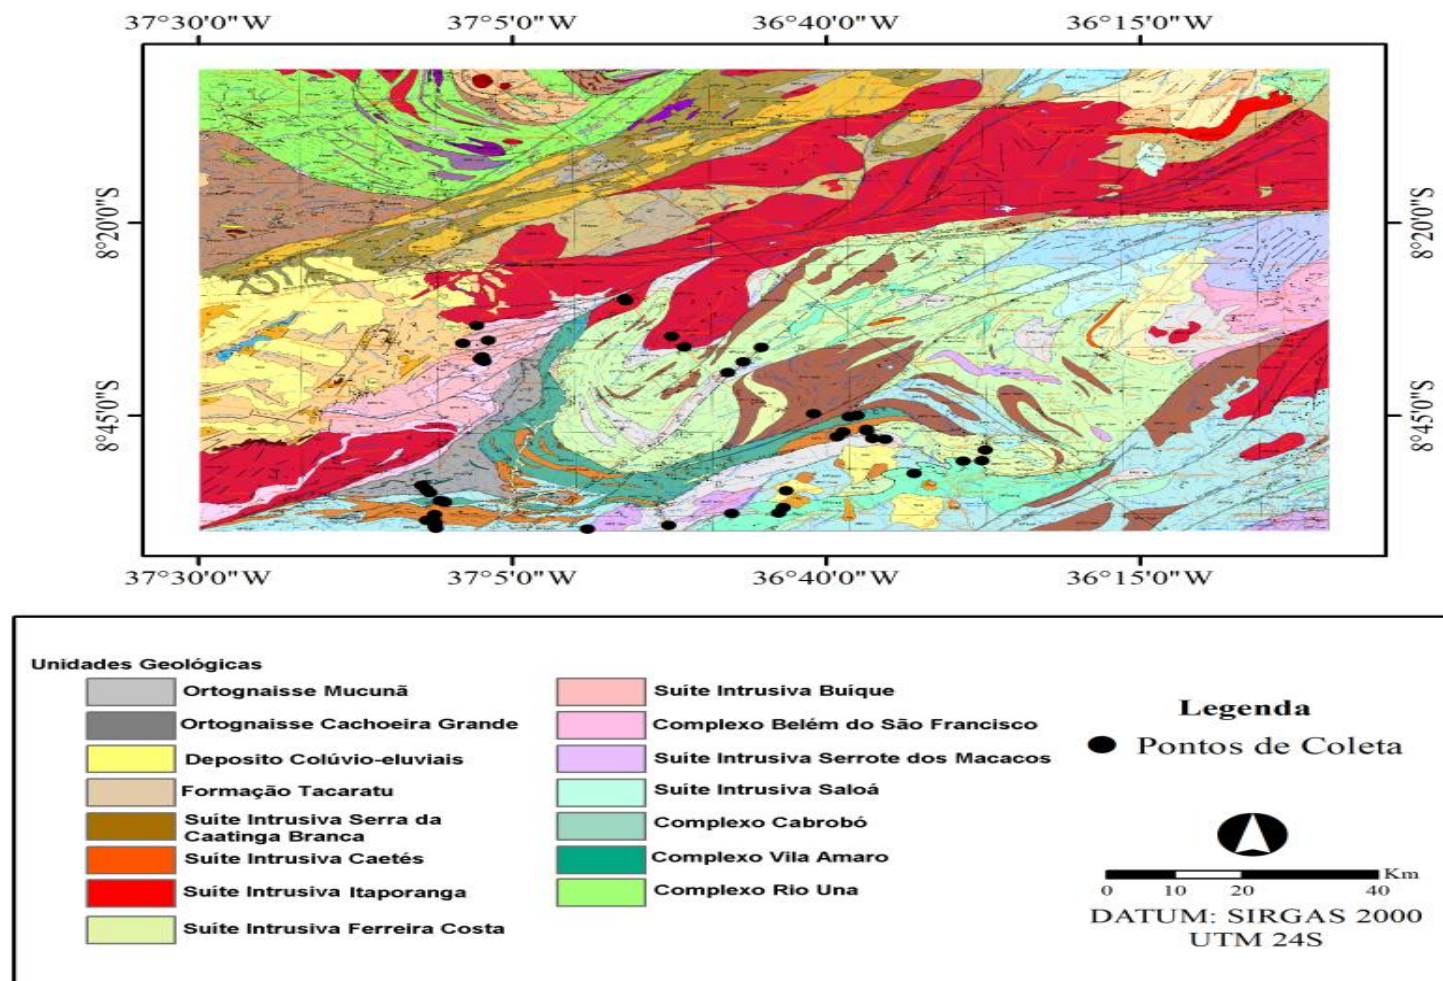 37°30'0"W 37°5'0"W 36°40'0"W 36°15'0"W
8°20'0"S 8°20'0"S
8°45'0"S 8°45'0"S
37°30'0"W 37°5'0"W 36°40'0"W 36°15'0"W
Unidades Geológicas
Ortognaisse Mucunã
Ortognaisse Cachoeira Grande
Deposito Colúvio-eluviais
Formação Tacaratu
Suíte Intrusiva Serra da
Caatinga Branca
Suíte Intrusiva Caetés
Suíte Intrusiva Itaporanga
Suíte Intrusiva Ferreira Costa
Suíte Intrusiva Buíque
Complexo Belém do São Francisco
Suíte Intrusiva Serrote dos Macacos
Suíte Intrusiva Saloá
Complexo Cabrobó
Complexo Vila Amaro
Complexo Rio Una
Legenda
Pontos de Coleta
Km
0 10 20 40
DATUM: SIRGAS 2000
UTM 24S